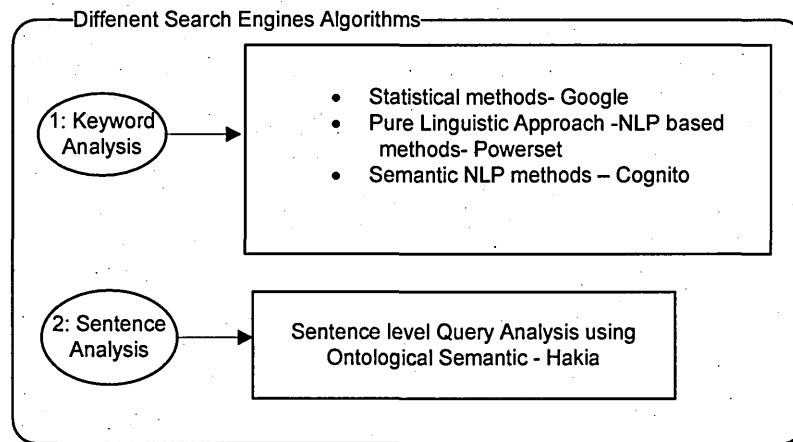 Diffenent Search Engines Algorithms
1: Keyword
Analysis
• Statistical methods- Google
• Pure Linguistic Approach -NLP based
methods- Powerset
• Semantic NLP methods – Cognito
2: Sentence
Analysis
Sentence level Query Analysis using
Ontological Semantic - Hakia